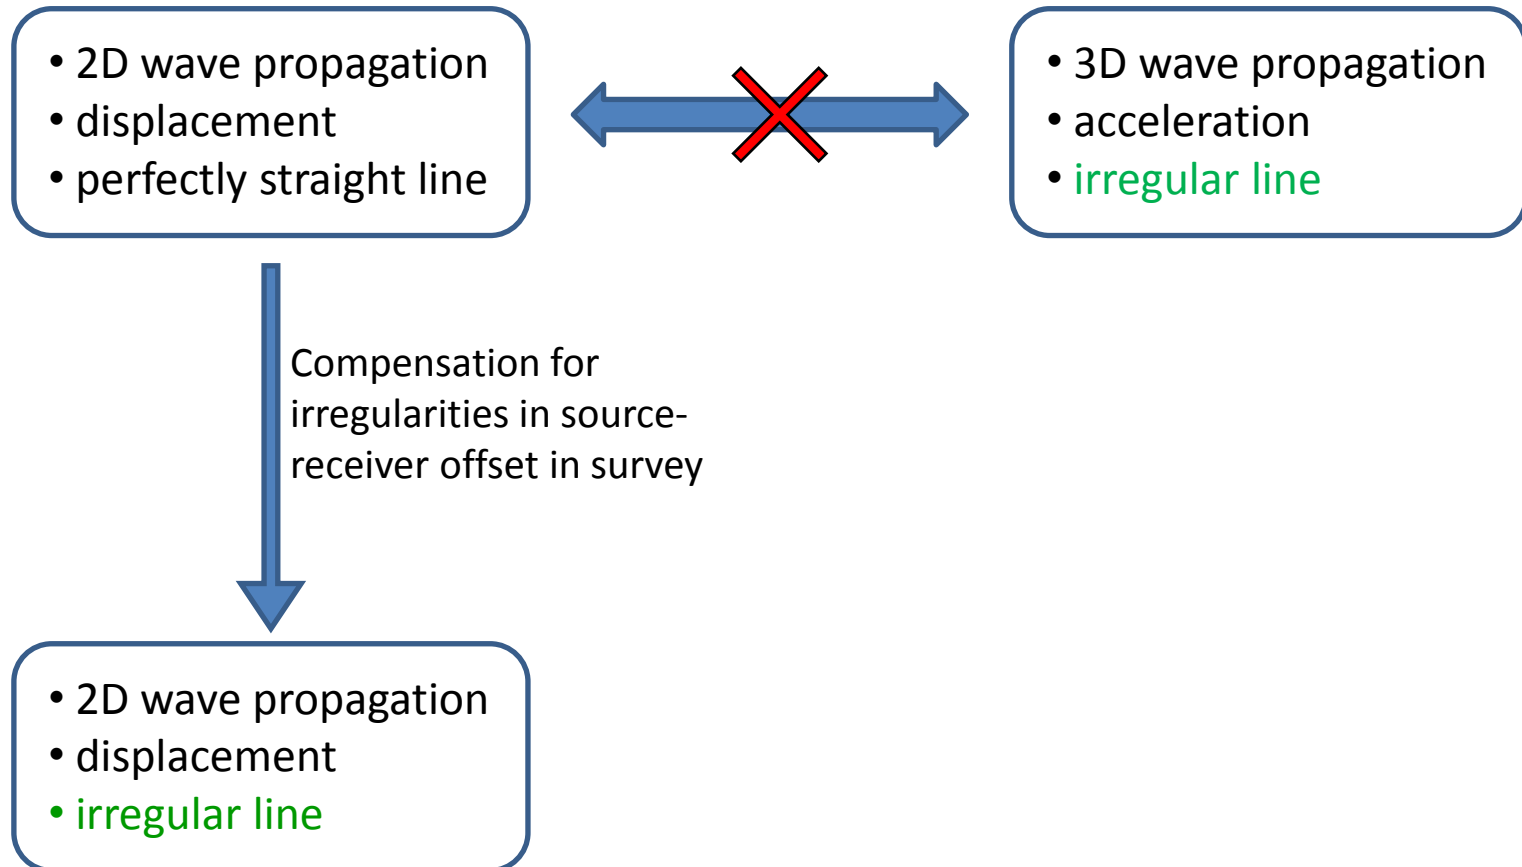 • 2D wave propagation
• displacement
• perfectly straight line
• 3D wave propagation
• acceleration
• irregular line
Compensation for
irregularities in source-
receiver offset in survey
• 2D wave propagation
• displacement
• irregular line